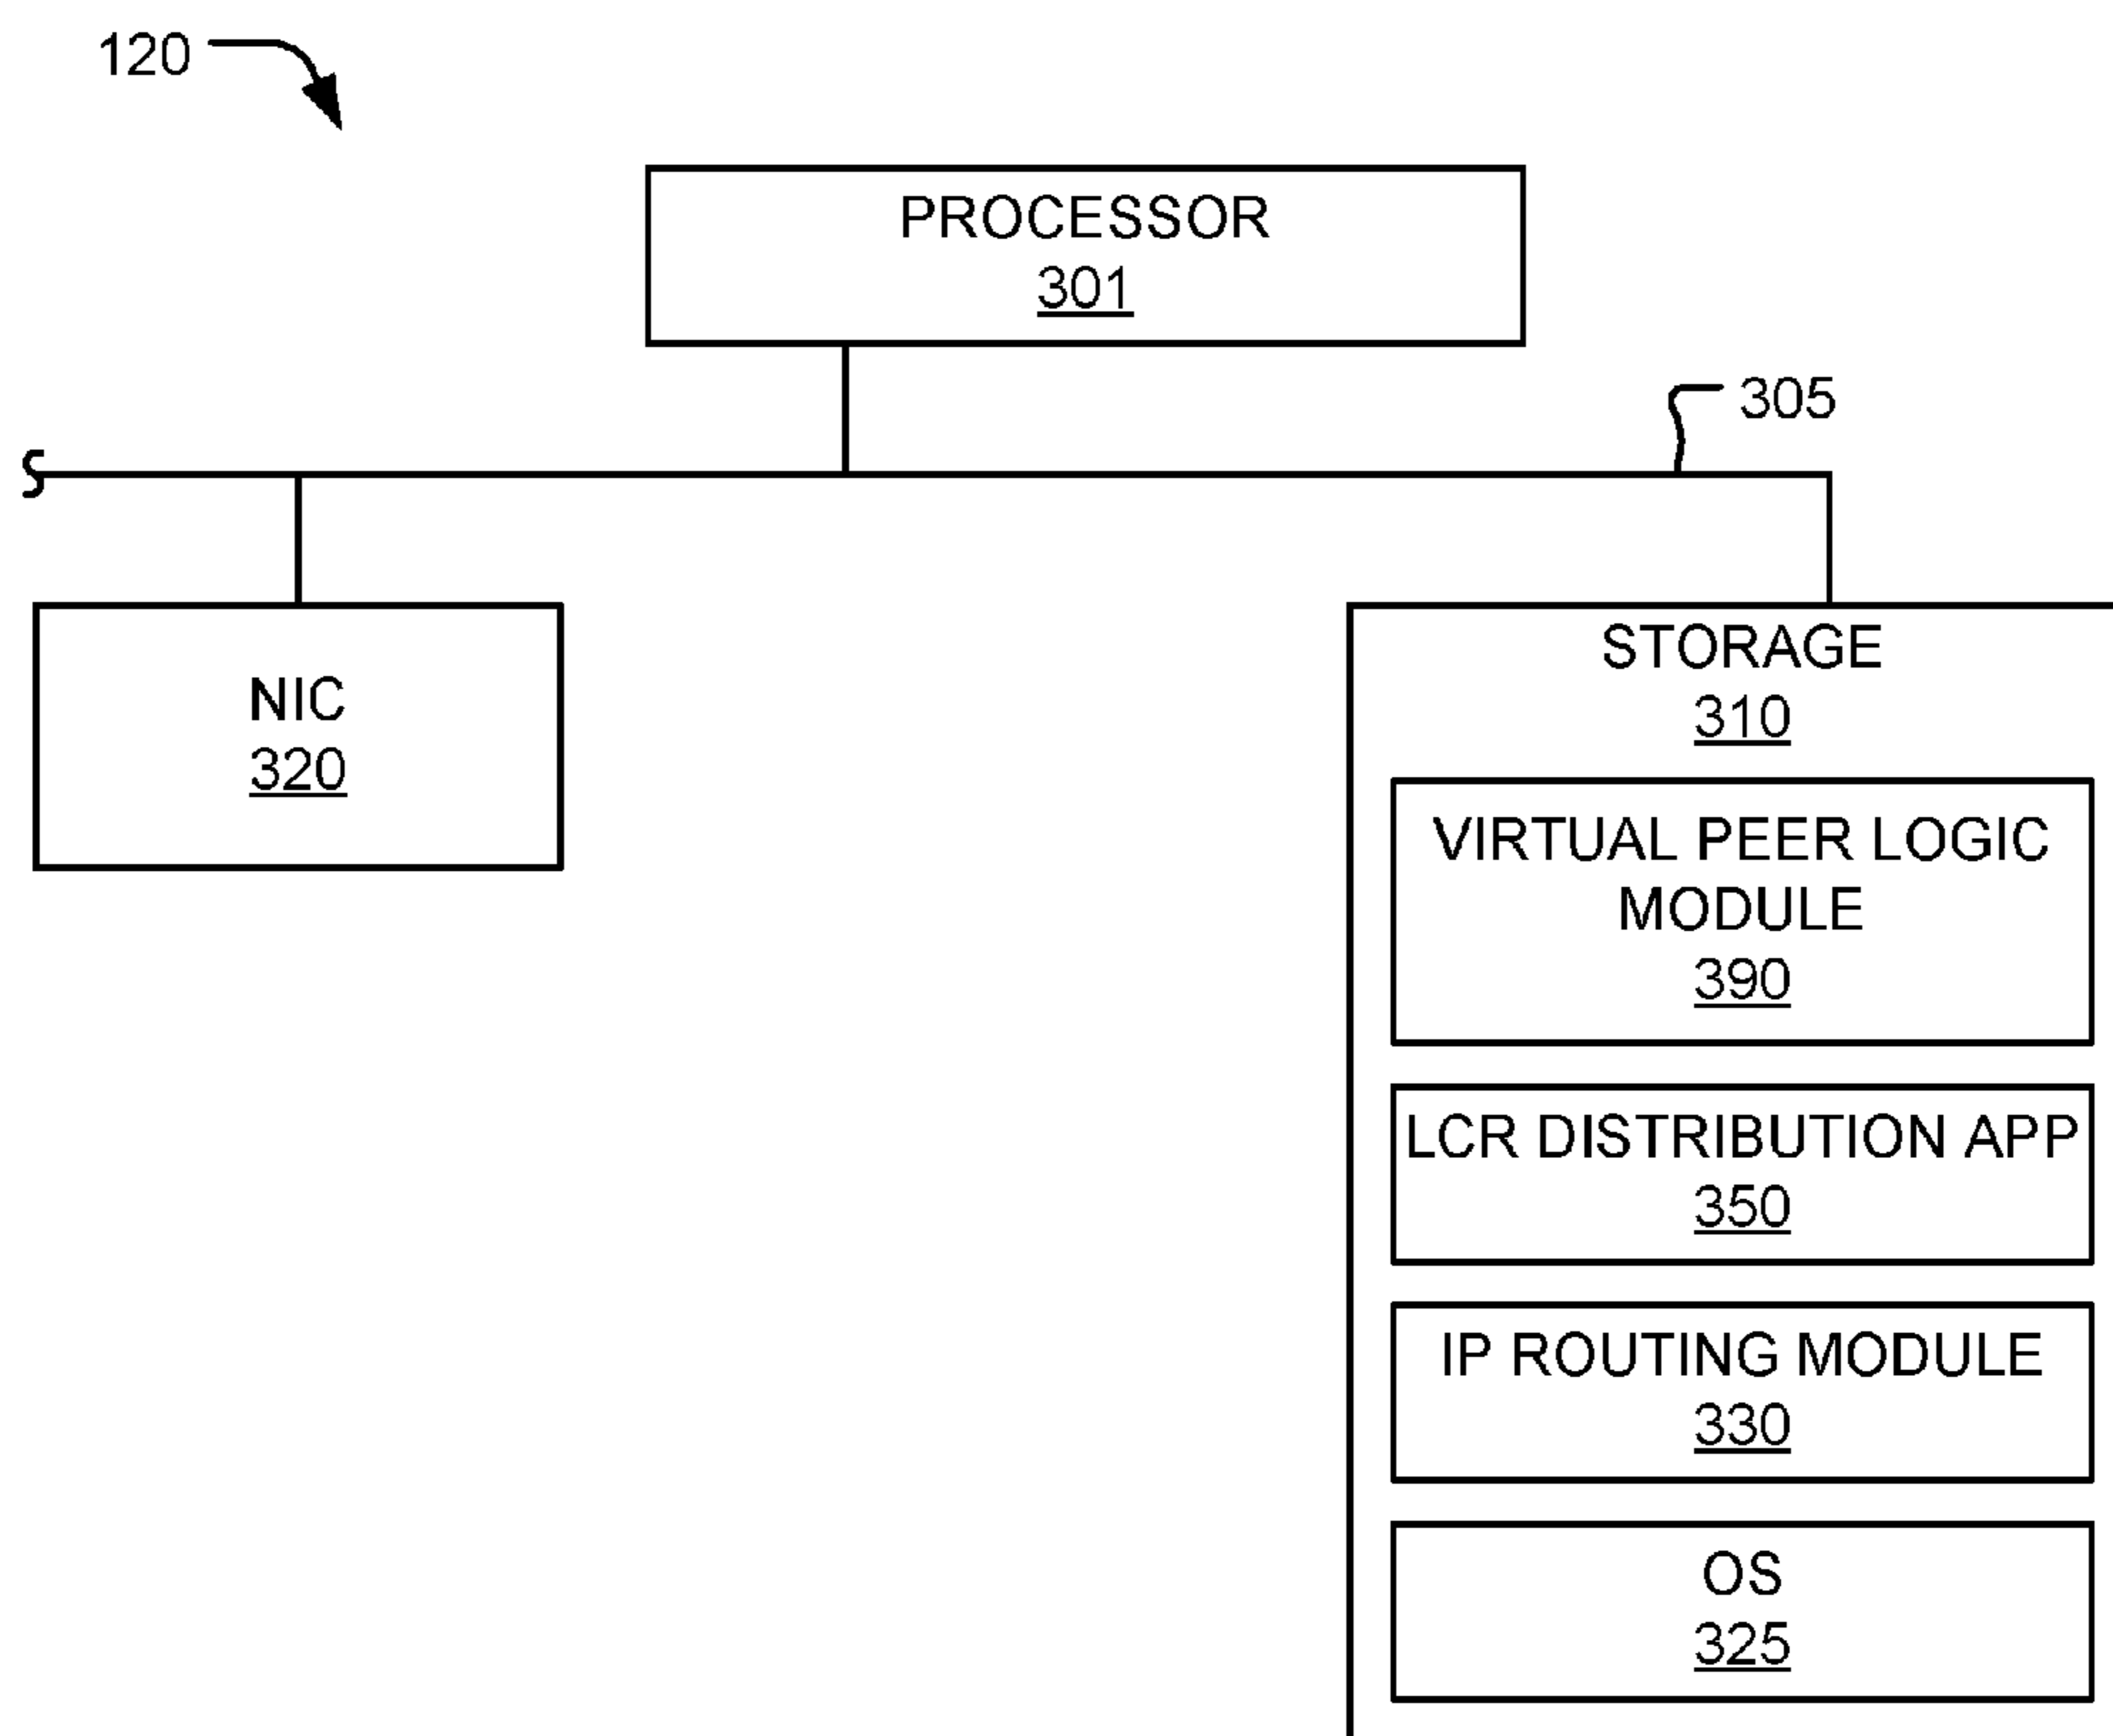 120
PROCESSOR
301
305
NIC
320
STORAGE
310
VIRTUAL PEER LOGIC
MODULE
390
LCR DISTRIBUTION APP
350
IP ROUTING MODULE
330
OS
325